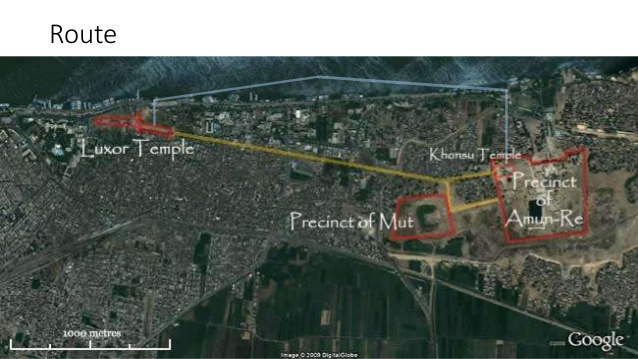 Route
Luxor Temple
Khonsu Temple
Precinct
of
Amun-Re
Precinct of Mut
1000 metres
Image © 2009 DigitalGlobe
Google